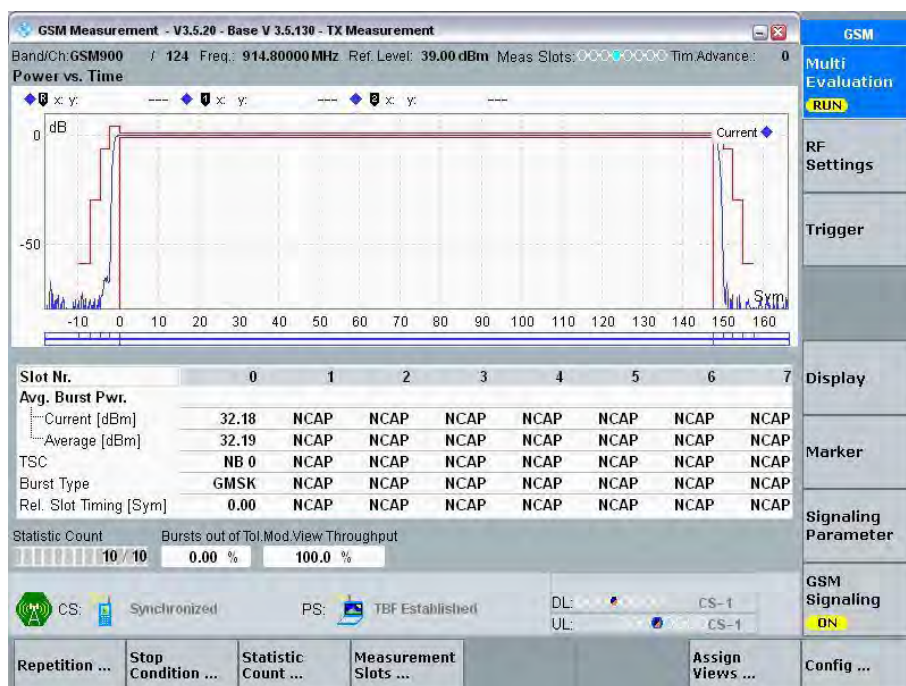 GSM Measurement - V3.5.20 - Base V 3.5.130 - TX Measurement
Band/Ch:GSM900 / 124 Freq.: 914.80000 MHz Ref. Level: 39.00 dBm Meas Slots: Tim.Advance.: 0
Power vs. Time
R x: y: --- 1 x: y: --- 2 x: y: ---
dB
Current
0
-50
Sym
-10 0 10 20 30 40 50 60 70 80 90 100 110 120 130 140 150 160
Slot Nr. 0 1 2 3 4 5 6 7
Avg. Burst Pwr.
Current [dBm] 32.18 NCAP NCAP NCAP NCAP NCAP NCAP NCAP
Average [dBm] 32.19 NCAP NCAP NCAP NCAP NCAP NCAP NCAP
TSC NB 0 NCAP NCAP NCAP NCAP NCAP NCAP NCAP
Burst Type GMSK NCAP NCAP NCAP NCAP NCAP NCAP NCAP
Rel. Slot Timing [Sym] 0.00 NCAP NCAP NCAP NCAP NCAP NCAP NCAP
Statistic Count Bursts out of Tol. Mod.View Throughput
10 / 10 0.00 % 100.0 %
CS: Synchronized PS: TBF Established
DL: CS-1
UL: CS-1
Repetition ...
Stop
Condition ...
Statistic
Count ...
Measurement
Slots ...
Assign
Views ...
GSM
Multi
Evaluation
RUN
RF
Settings
Trigger
Display
Marker
Signaling
Parameter
GSM
Signaling
ON
Config ...